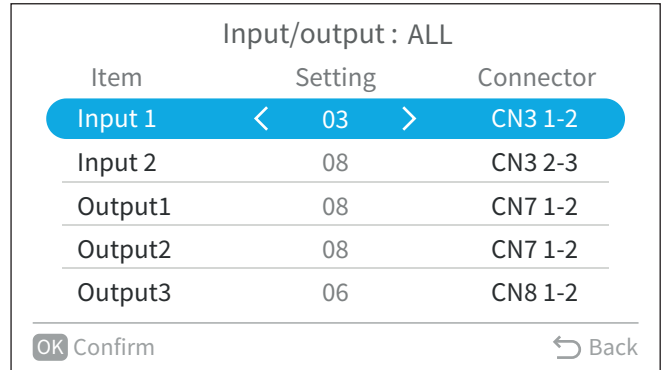 Input/output : ALL
Item Setting Connector
Input 1 < 03 > CN3 1-2
Input 2 08 CN3 2-3
Output1 08 CN7 1-2
Output2 08 CN7 1-2
Output3 06 CN8 1-2
OK Confirm Back